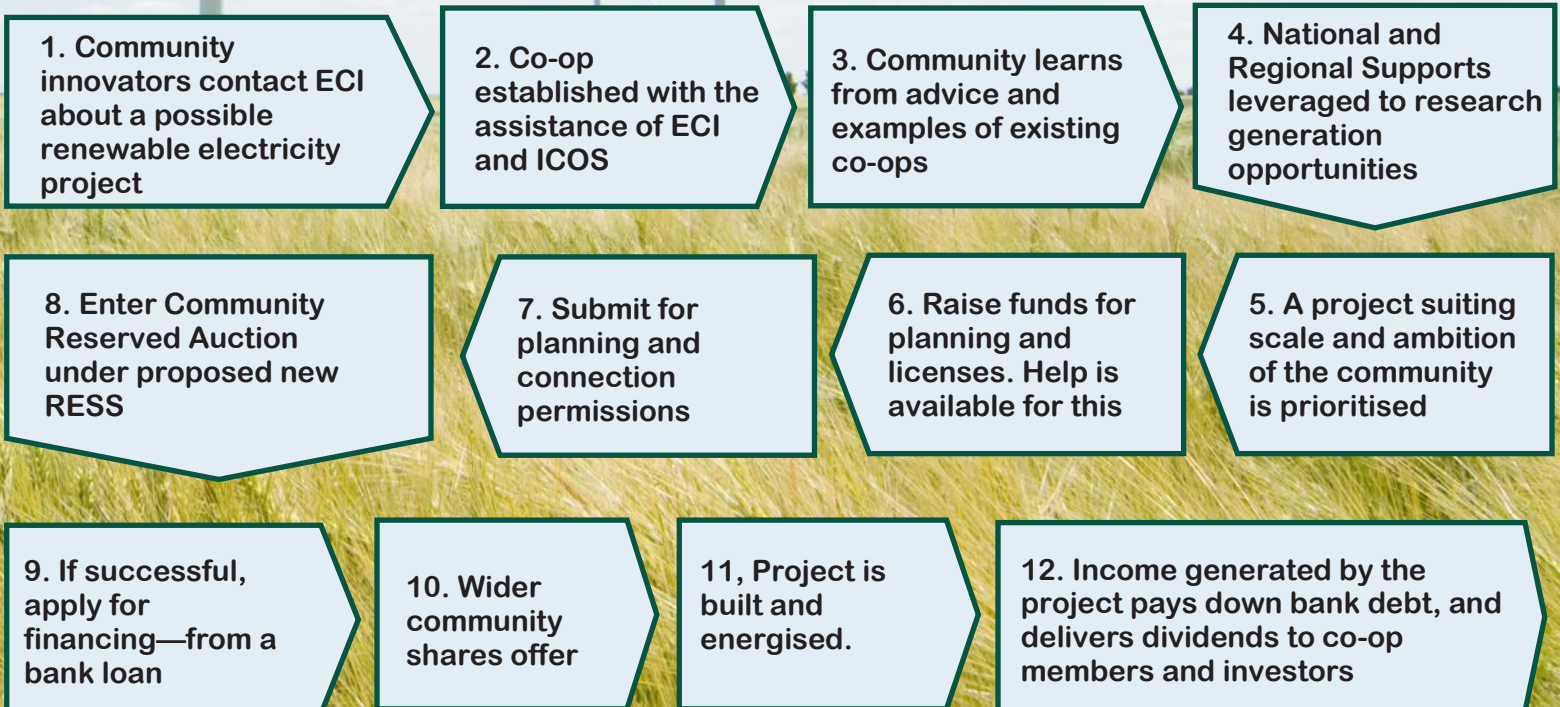 1. Community
innovators contact ECI
about a possible
renewable electricity
project
2. Co-op
established with the
assistance of ECI
and ICOS
3. Community learns
from advice and
examples of existing
co-ops
4. National and
Regional Supports
leveraged to research
generation
opportunities
5. A project suiting
scale and ambition
of the community
is prioritised
6. Raise funds for
planning and
licenses. Help is
available for this
7. Submit for
planning and
connection
permissions
8. Enter Community
Reserved Auction
under proposed new
RESS
9. If successful,
apply for
financing—from a
bank loan
10. Wider
community
shares offer
11, Project is
built and
energised.
12. Income generated by the
project pays down bank debt, and
delivers dividends to co-op
members and investors